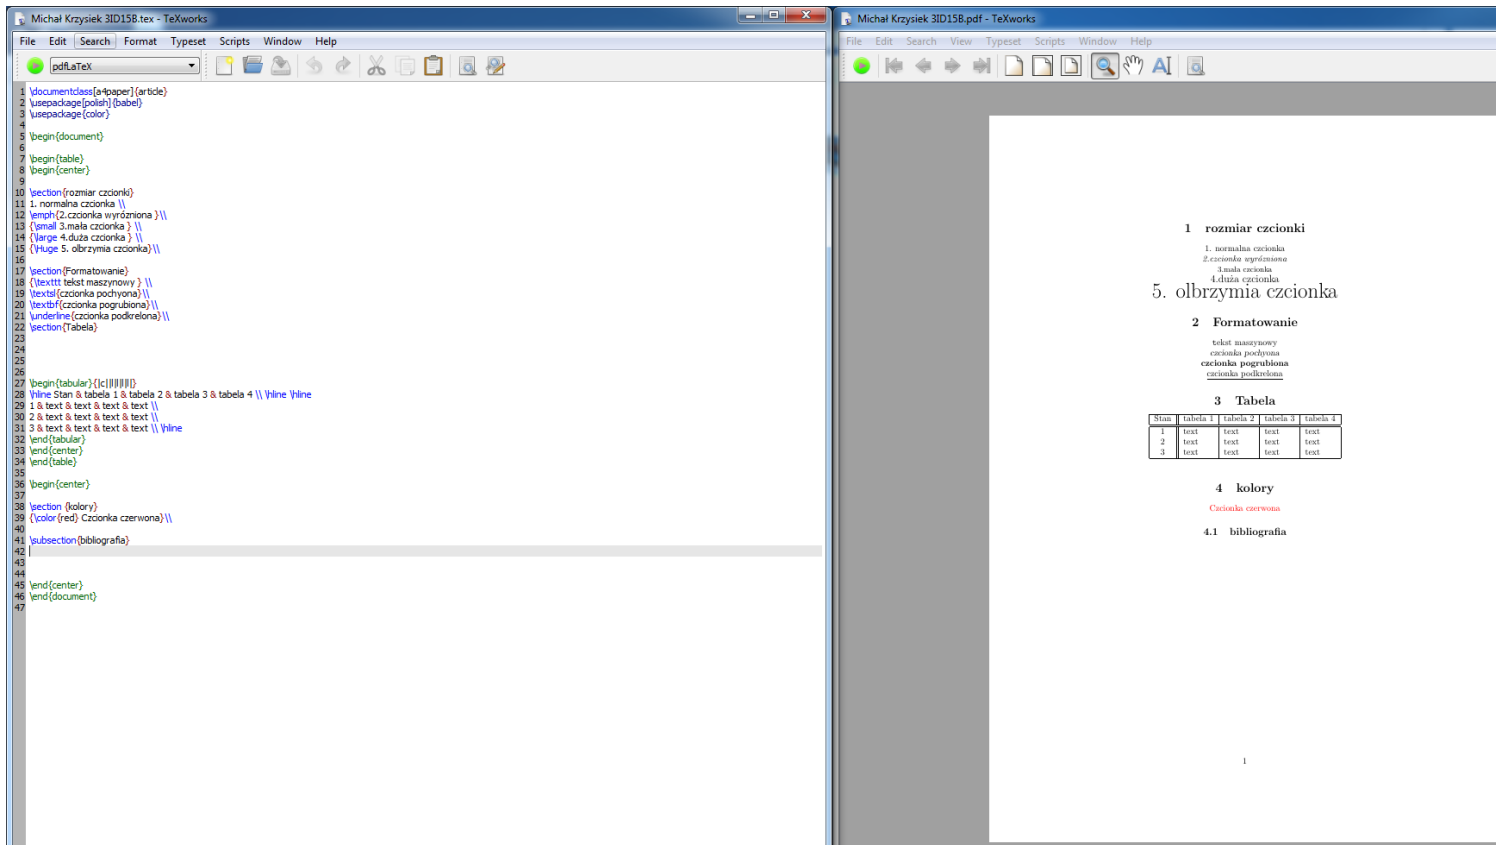 Michał Krzysiek 3ID15B.tex - TeXworks
File Edit Search Format Typeset Scripts Window Help
pdfLaTeX
1 \documentclass[a4paper]{article}
2 \usepackage[polish]{babel}
3 \usepackage{color}
4
5 \begin{document}
6
7 \begin{table}
8 \begin{center}
9
10 \section{rozmiar czcionki}
11 1. normalna czcionka \\
12 \emph{2.czcionka wyrózniona }\\
13 {\small 3.mała czcionka } \\
14 {\large 4.duża czcionka } \\
15 {\Huge 5. olbrzymia czcionka}\\
16
17 \section{Formatowanie}
18 {\texttt tekst maszynowy } \\
19 \textsl{czcionka pochyona}\\
20 \textbf{czcionka pogrubiona}\\
21 \underline{czcionka podkrelona}\\
22 \section{Tabela}
23
24
25
26
27 \begin{tabular}{|c||l|l|l|l|}
28 \hline Stan & tabela 1 & tabela 2 & tabela 3 & tabela 4 \\ \hline \hline
29 1 & text & text & text & text \\
30 2 & text & text & text & text \\
31 3 & text & text & text & text \\ \hline
32 \end{tabular}
33 \end{center}
34 \end{table}
35
36 \begin{center}
37
38 \section {kolory}
39 {\color{red} Czcionka czerwona}\\
40
41 \subsection{bibliografia}
42
43
44
45 \end{center}
46 \end{document}
47
Michał Krzysiek 3ID15B.pdf - TeXworks
File Edit Search View Typeset Scripts Window Help
1 rozmiar czcionki
1. normalna czcionka
2.czcionka wyrózniona
3.mała czcionka
4.duża czcionka
5. olbrzymia czcionka
2 Formatowanie
tekst maszynowy
czcionka pochyona
czcionka pogrubiona
czcionka podkrelona
3 Tabela
Stan tabela 1 tabela 2 tabela 3 tabela 4
1 text text text text
2 text text text text
3 text text text text
4 kolory
Czcionka czerwona
4.1 bibliografia
1